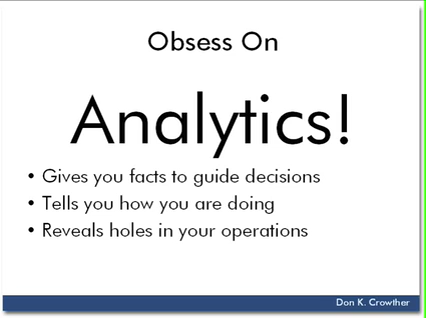 Obsess On
Analytics!
• Gives you facts to guide decisions
• Tells you how you are doing
• Reveals holes in your operations
Don K. Crowther